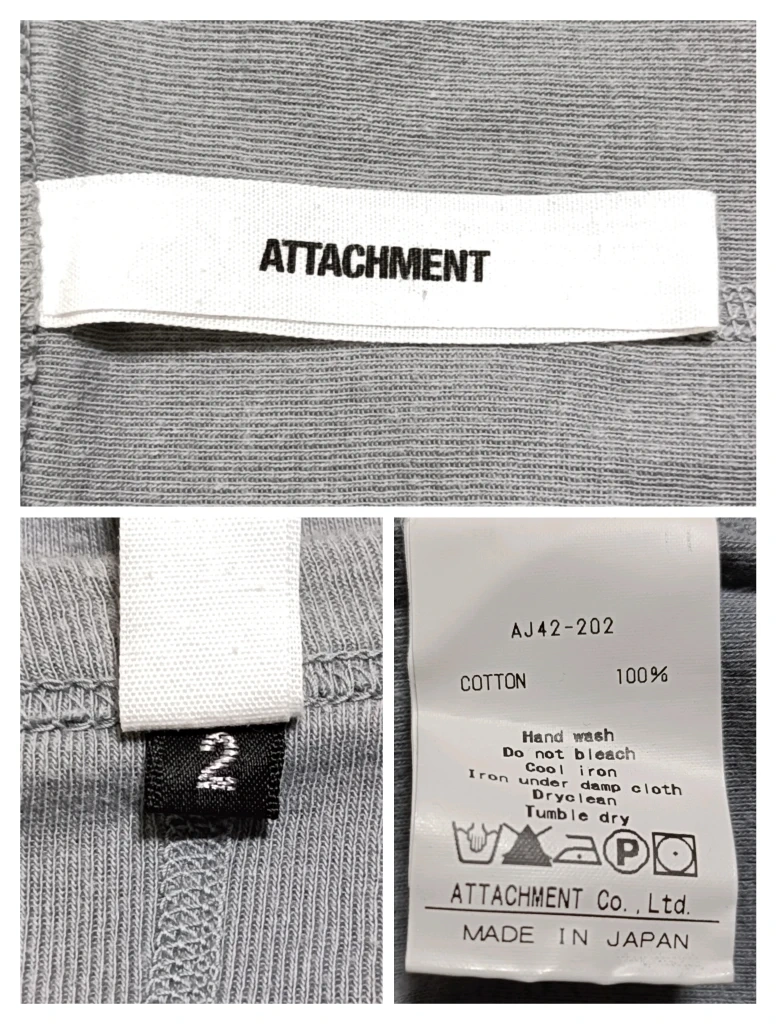 ATTACHMENT
2
AJ42-202
COTTON 100%
Hand wash
Do not bleach
Cool iron
Iron under damp cloth
Dryclean
Tumble dry
P
ATTACHMENT Co.,Ltd.
MADE IN JAPAN